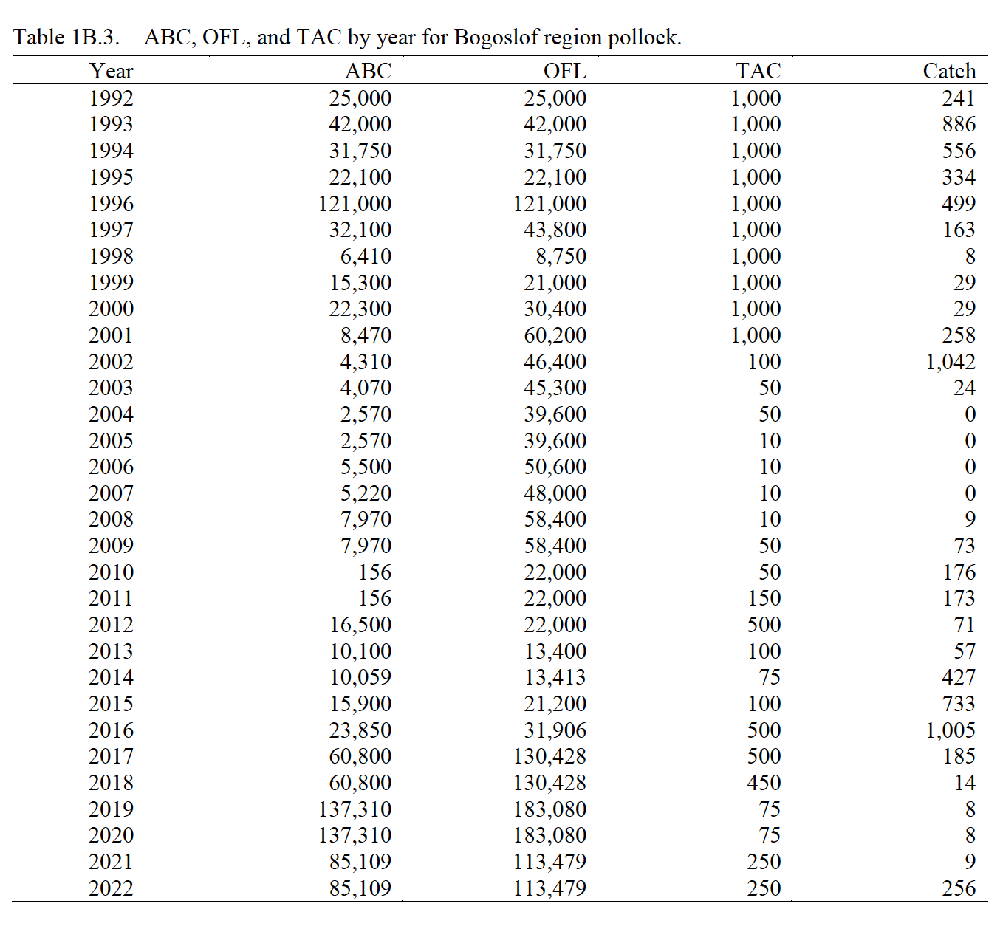 Table 1B.3. ABC, OFL, and TAC by year for Bogoslof region pollock.
Year ABC OFL TAC Catch
1992 25,000 25,000 1,000 241
1993 42,000 42,000 1,000 886
1994 31,750 31,750 1,000 556
1995 22,100 22,100 1,000 334
1996 121,000 121,000 1,000 499
1997 32,100 43,800 1,000 163
1998 6,410 8,750 1,000 8
1999 15,300 21,000 1,000 29
2000 22,300 30,400 1,000 29
2001 8,470 60,200 1,000 258
2002 4,310 46,400 100 1,042
2003 4,070 45,300 50 24
2004 2,570 39,600 50 0
2005 2,570 39,600 10 0
2006 5,500 50,600 10 0
2007 5,220 48,000 10 0
2008 7,970 58,400 10 9
2009 7,970 58,400 50 73
2010 156 22,000 50 176
2011 156 22,000 150 173
2012 16,500 22,000 500 71
2013 10,100 13,400 100 57
2014 10,059 13,413 75 427
2015 15,900 21,200 100 733
2016 23,850 31,906 500 1,005
2017 60,800 130,428 500 185
2018 60,800 130,428 450 14
2019 137,310 183,080 75 8
2020 137,310 183,080 75 8
2021 85,109 113,479 250 9
2022 85,109 113,479 250 256